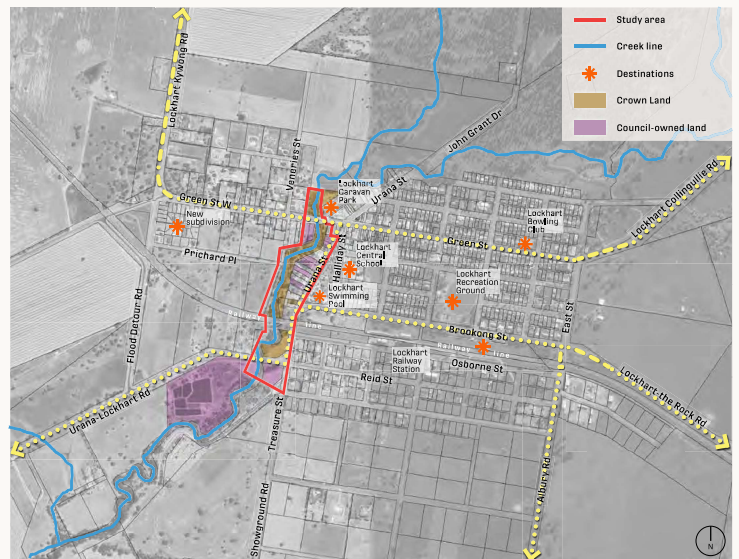 Study area
Creek line
Destinations
Crown Land
Council-owned land
Lockhart Kywong Rd
Veneries St
John Grant Dr
Lockhart
Caravan
Park
Urana St
Lockhart Collingullie Rd
Green St W
New
subdivision
Lockhart
Bowling
Club
Green St
Halliday St
Lockhart
Central
School
Prichard Pl
Urana St
Lockhart
Swimming
Pool
Lockhart
Recreation
Ground
Flood Detour Rd
Railway
line
East St
Brookong St
Railway line
Lockhart
Railway
Station
Osborne St
Reid St
Lockhart the Rock Rd
Urana-Lockhart Rd
Treasure St
Albury Rd
Showground Rd
N